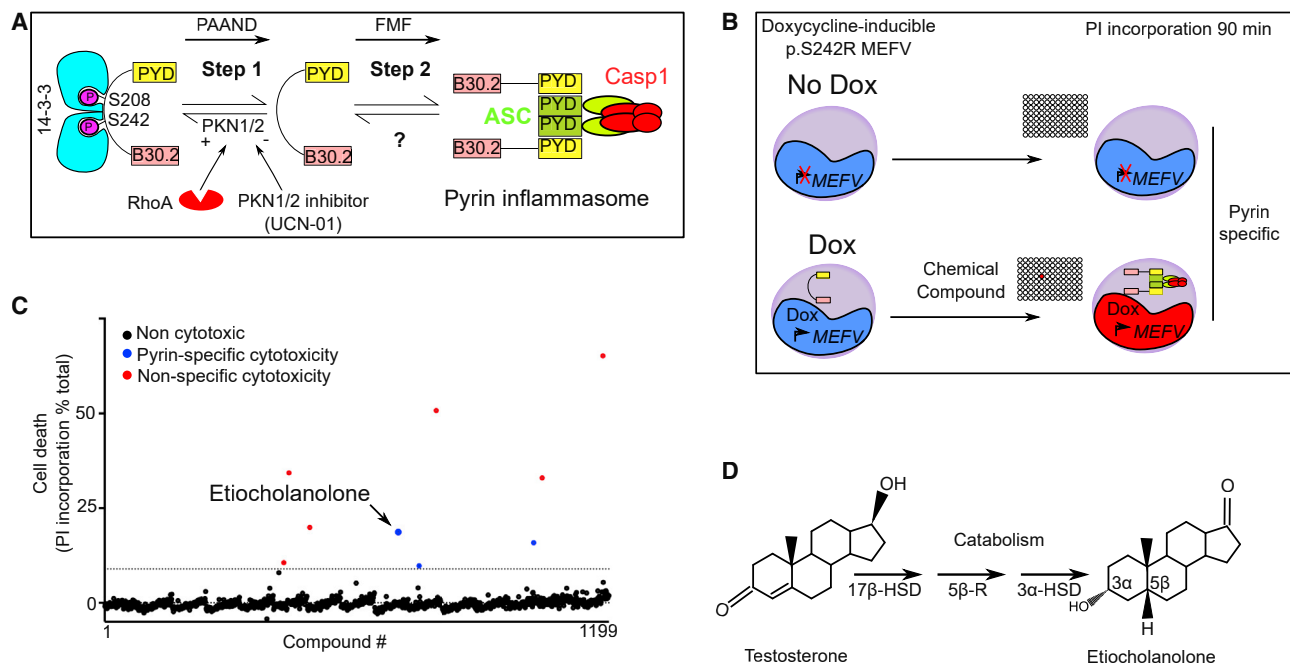 A
PAAND
FMF
Step 1
Step 2
14-3-3
PYD
P
S208
P
S242
B30.2
PKN1/2
+
-
RhoA
PKN1/2 inhibitor
(UCN-01)
PYD
B30.2
?
B30.2
PYD
Casp1
ASC
PYD
PYD
B30.2
PYD
Pyrin inflammasome
B
Doxycycline-inducible
p.S242R MEFV
PI incorporation 90 min
No Dox
MEFV
MEFV
Pyrin
specific
Dox
Chemical
Compound
Dox
MEFV
Dox
MEFV
C
Non cytotoxic
Pyrin-specific cytotoxicity
Non-specific cytotoxicity
Cell death
(PI incorporation % total)
50
25
0
Etiocholanolone
1
1199
Compound #
D
OH
O
Catabolism
17β-HSD
5β-R
3α-HSD
O
3α
5β
HO
H
Testosterone
Etiocholanolone